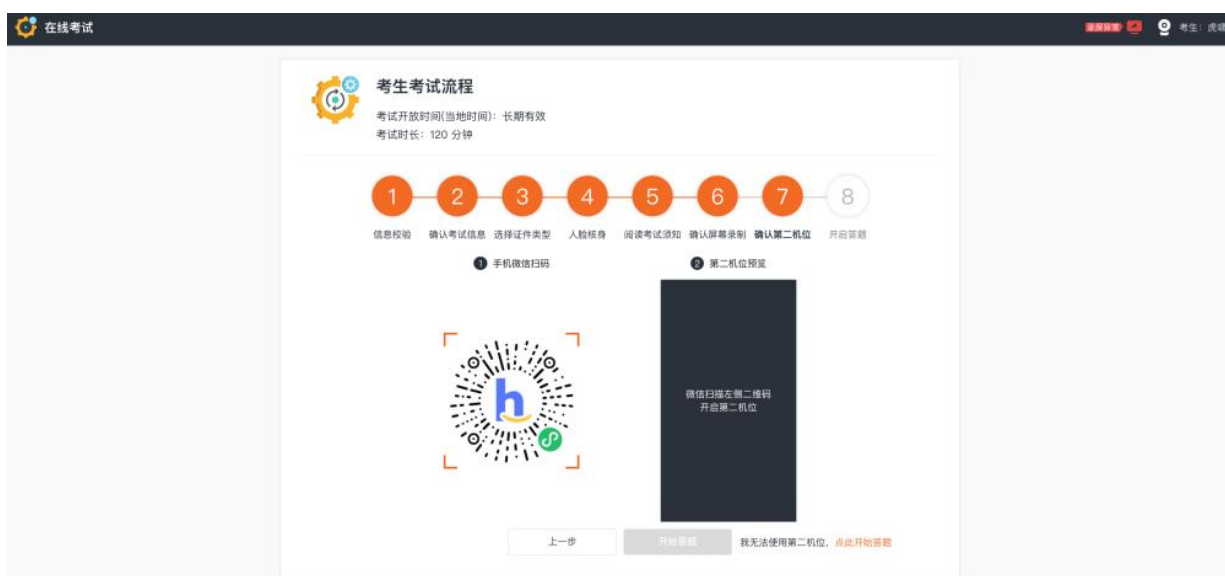 在线考试
录屏异常
考生：虎啸
考生考试流程
考试开放时间(当地时间)：长期有效
考试时长：120 分钟
1 2 3 4 5 6 7 8
信息校验 确认考试信息 选择证件类型 人脸核身 阅读考试须知 确认屏幕录制 确认第二机位 开启答题
1 手机微信扫码
2 第二机位预览
h
微信扫描左侧二维码
开启第二机位
上一步
开始答题
我无法使用第二机位，点此开始答题